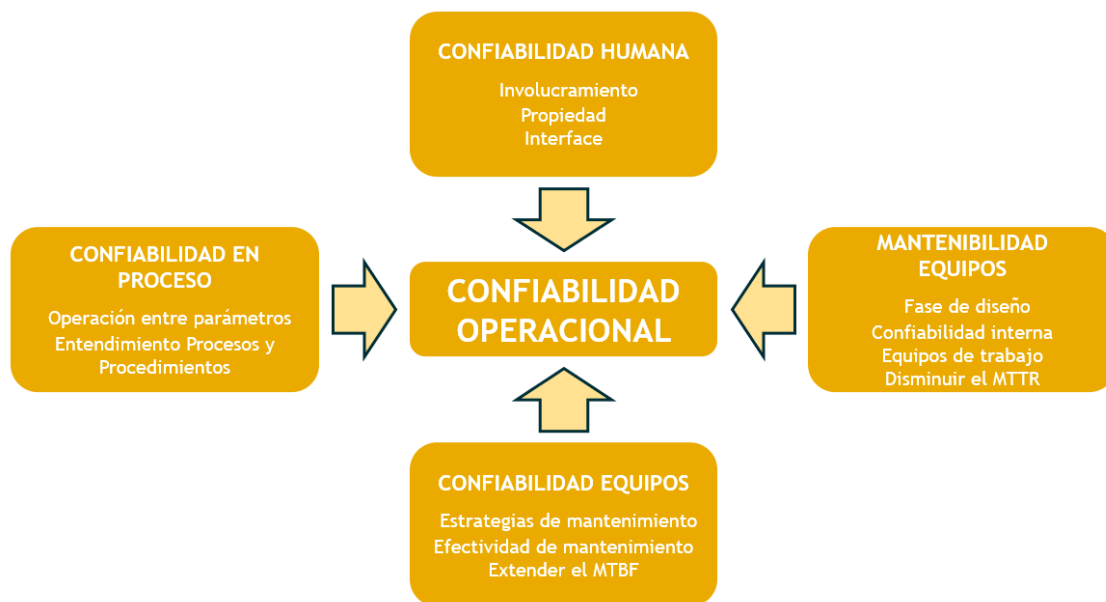 CONFIABILIDAD HUMANA
Involucramiento
Propiedad
Interface
CONFIABILIDAD EN
PROCESO
Operación entre parámetros
Entendimiento Procesos y
Procedimientos
CONFIABILIDAD
OPERACIONAL
MANTENIBILIDAD
EQUIPOS
Fase de diseño
Confiabilidad interna
Equipos de trabajo
Disminuir el MTTR
CONFIABILIDAD EQUIPOS
Estrategias de mantenimiento
Efectividad de mantenimiento
Extender el MTBF